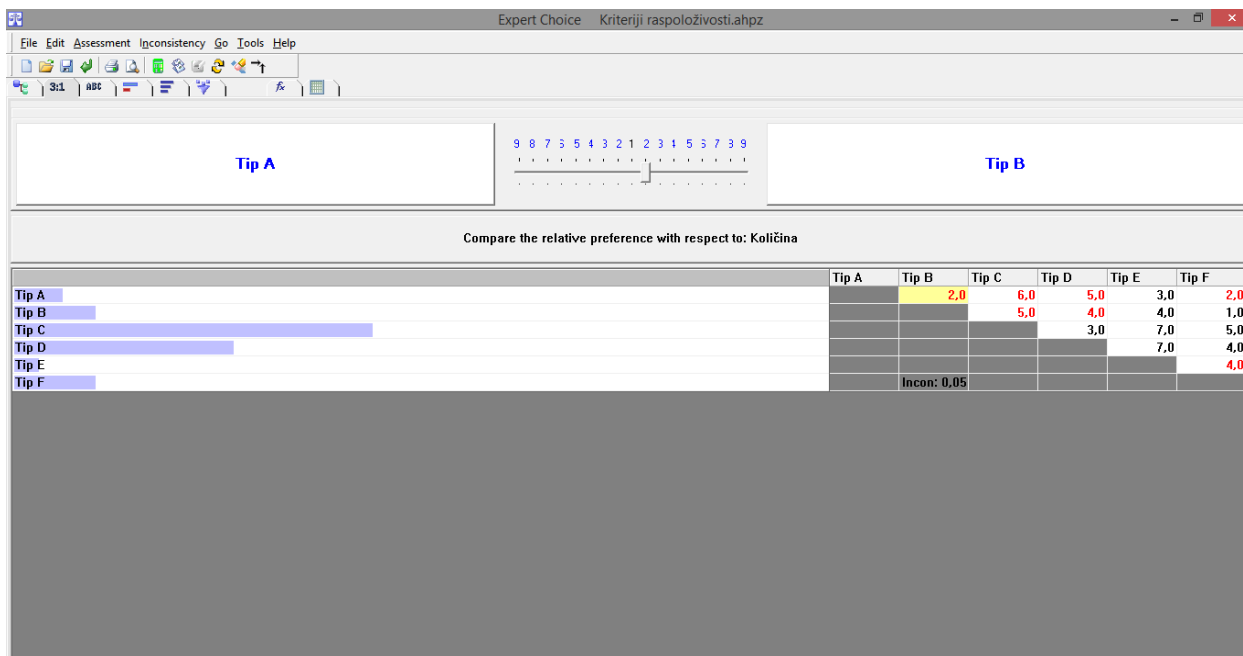 Expert Choice Kriteriji raspoloživosti.ahpz
File Edit Assessment Inconsistency Go Tools Help
3:1 ABC fx
Tip A
9 8 7 6 5 4 3 2 1 2 3 4 5 6 7 8 9
Tip B
Compare the relative preference with respect to: Količina
Tip A Tip B Tip C Tip D Tip E Tip F
Tip A 2,0 6,0 5,0 3,0 2,0
Tip B 5,0 4,0 4,0 1,0
Tip C 3,0 7,0 5,0
Tip D 7,0 4,0
Tip E 4,0
Tip F Incon: 0,05